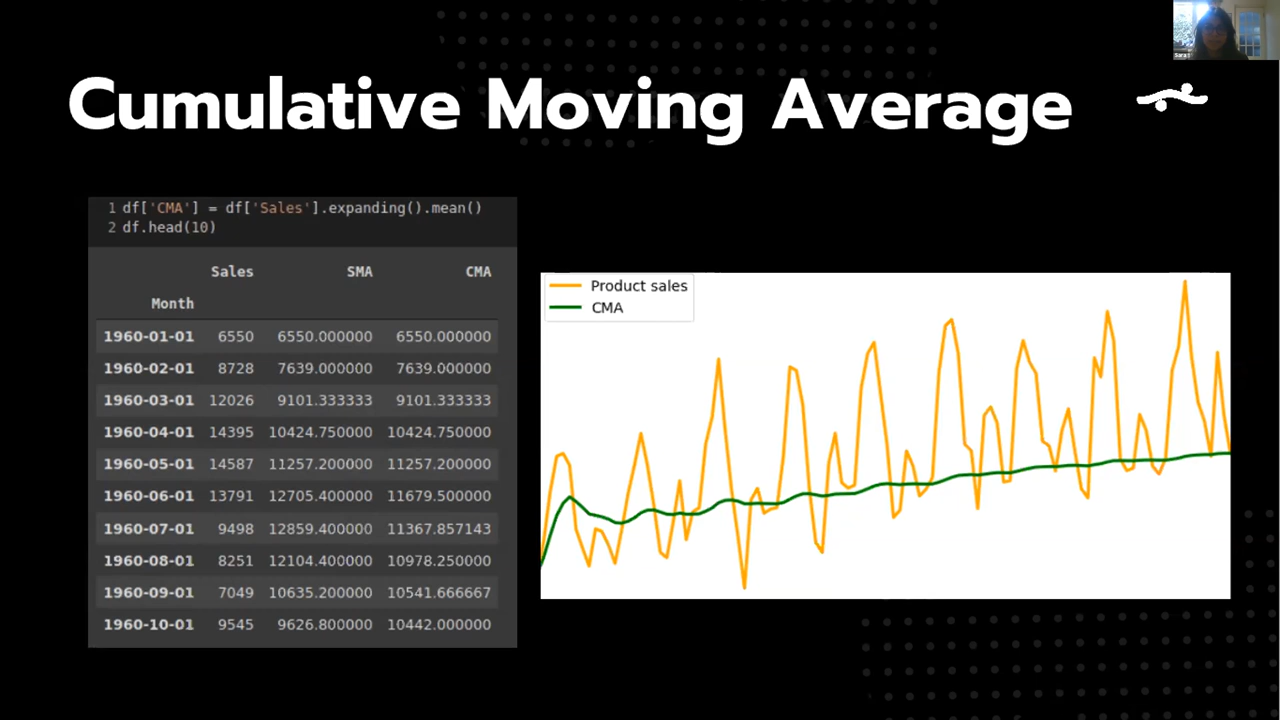 Cumulative Moving Average
1 df['CMA'] = df['Sales'].expanding().mean()
2 df.head(10)
Sales SMA CMA
Month
1960-01-01 6550 6550.000000 6550.000000
1960-02-01 8728 7639.000000 7639.000000
1960-03-01 12026 9101.333333 9101.333333
1960-04-01 14395 10424.750000 10424.750000
1960-05-01 14587 11257.200000 11257.200000
1960-06-01 13791 12705.400000 11679.500000
1960-07-01 9498 12859.400000 11367.857143
1960-08-01 8251 12104.400000 10978.250000
1960-09-01 7049 10635.200000 10541.666667
1960-10-01 9545 9626.800000 10442.000000
Product sales
CMA